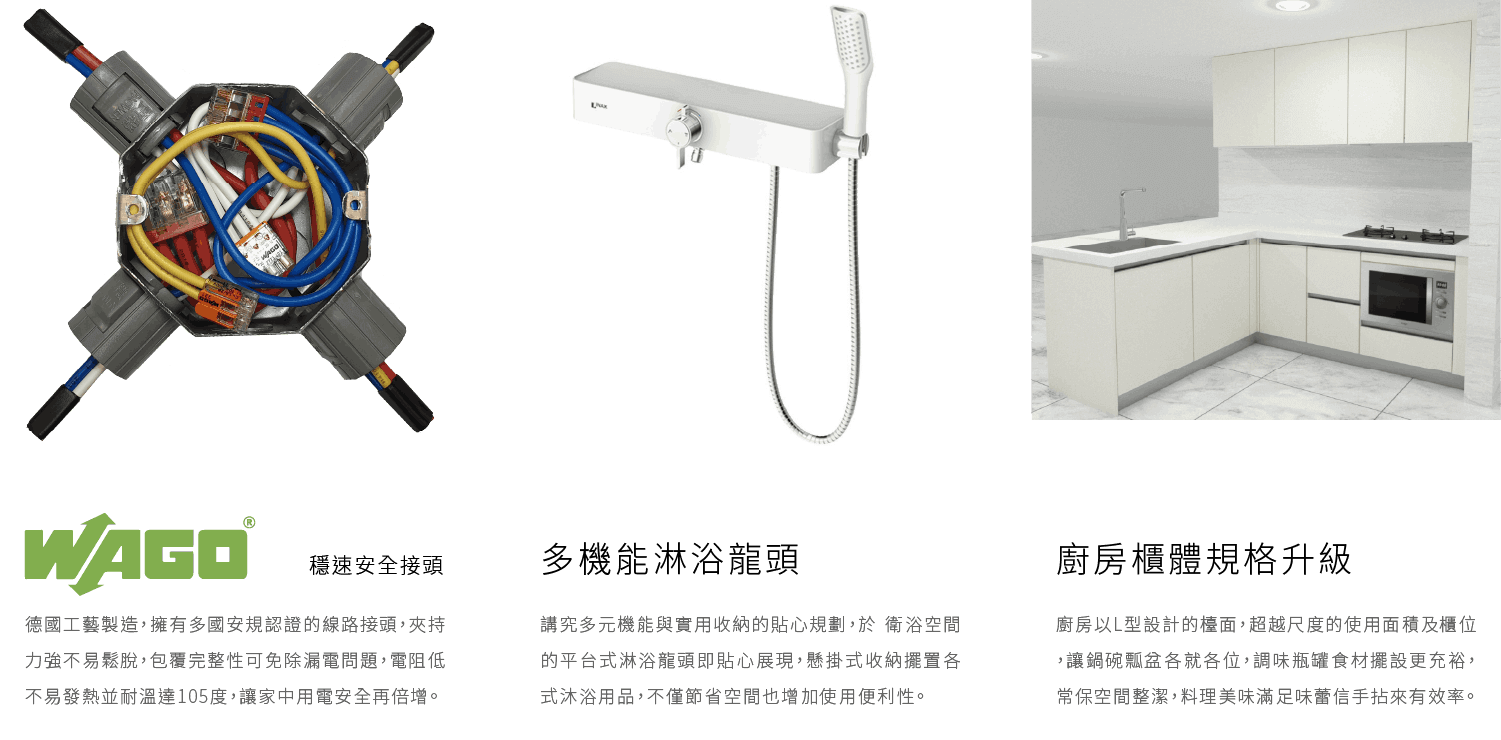 WAGO
WAGO®
穩速安全接頭
德國工藝製造,擁有多國安規認證的線路接頭,夾持
力強不易鬆脫,包覆完整性可免除漏電問題,電阻低
不易發熱並耐溫達105度,讓家中用電安全再倍增。
多機能淋浴龍頭
講究多元機能與實用收納的貼心規劃,於 衛浴空間
的平台式淋浴龍頭即貼心展現,懸掛式收納擺置各
式沐浴用品,不僅節省空間也增加使用便利性。
廚房櫃體規格升級
廚房以L型設計的檯面,超越尺度的使用面積及櫃位
,讓鍋碗瓢盆各就各位,調味瓶罐食材擺設更充裕,
常保空間整潔,料理美味滿足味蕾信手拈來有效率。